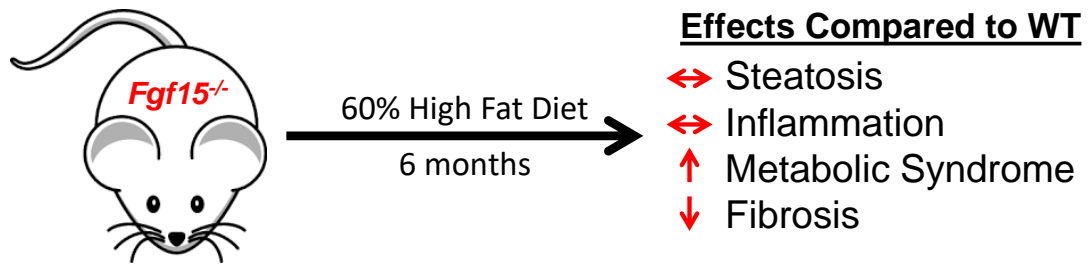 Effects Compared to WT
Fgf15-/-
60% High Fat Diet
6 months
↔ Steatosis
↔ Inflammation
↑ Metabolic Syndrome
↓ Fibrosis